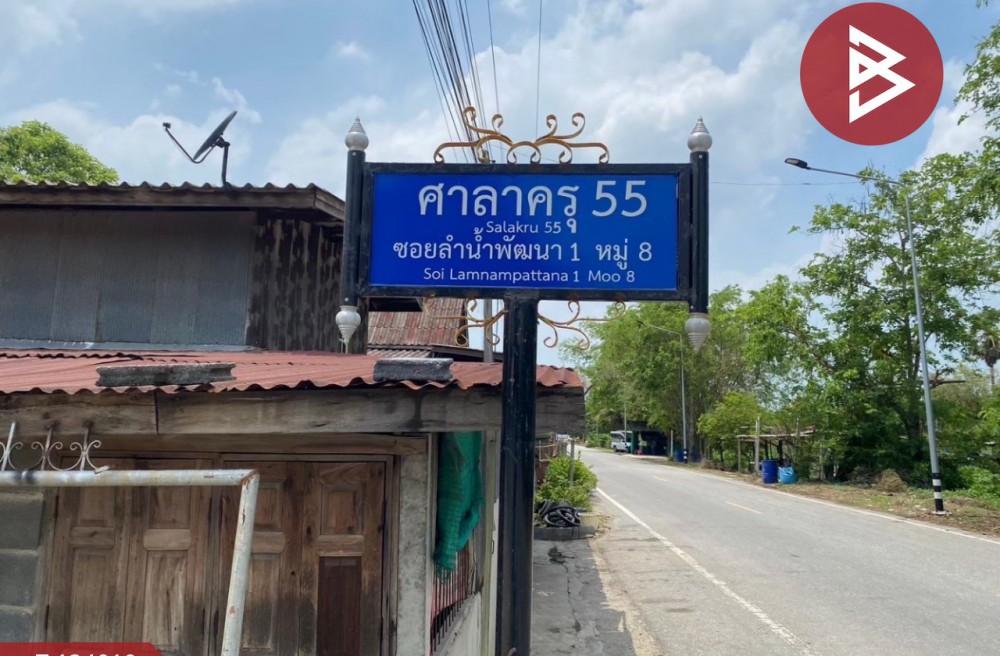 ศาลาครุ 55
Salakru 55
ซอยลำน้ำพัฒนา 1 หมู่ 8
Soi Lamnampattana 1 Moo 8